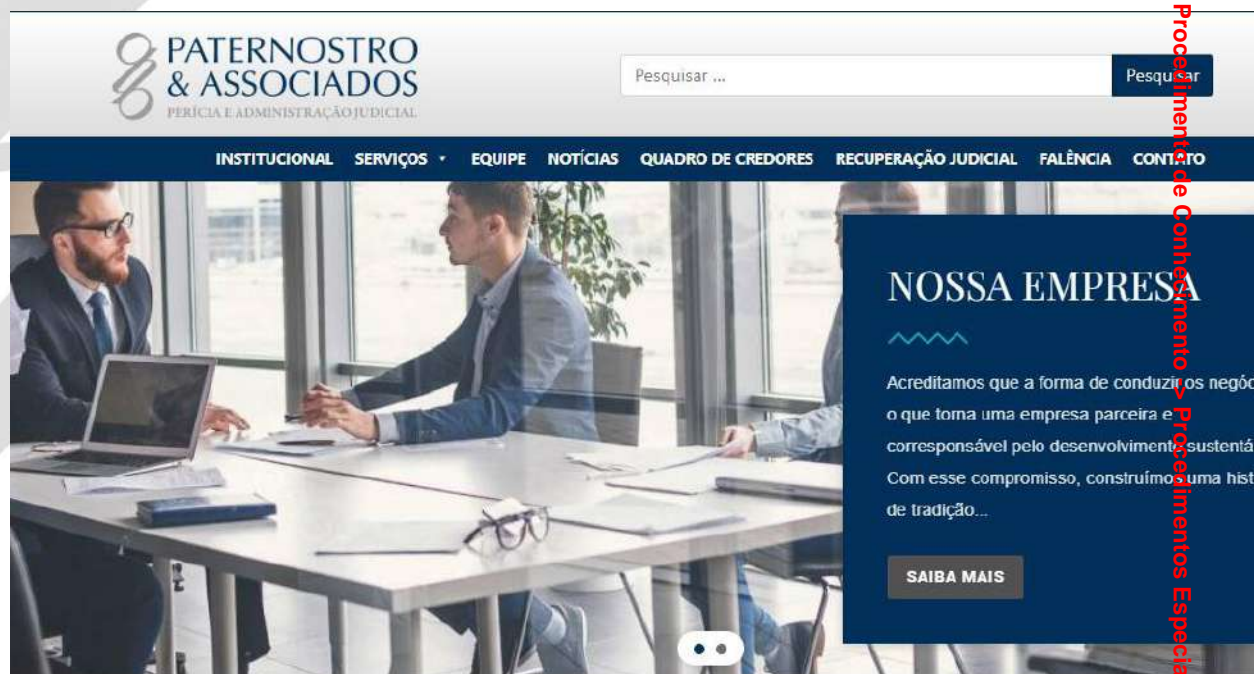 PATERNOSTRO
& ASSOCIADOS
PERÍCIA E ADMINISTRAÇÃO JUDICIAL
Pesquisar ...
Pesquisar
INSTITUCIONAL SERVIÇOS EQUIPE NOTÍCIAS QUADRO DE CREDORES RECUPERAÇÃO JUDICIAL FALÊNCIA CONTATO
NOSSA EMPRESA
Acreditamos que a forma de conduzir os negóc
o que torna uma empresa parceira e
corresponsável pelo desenvolvimento sustentá
Com esse compromisso, construímos uma hist
de tradição...
SAIBA MAIS
Procedimento de Conhecimento -> Procedimentos Especia